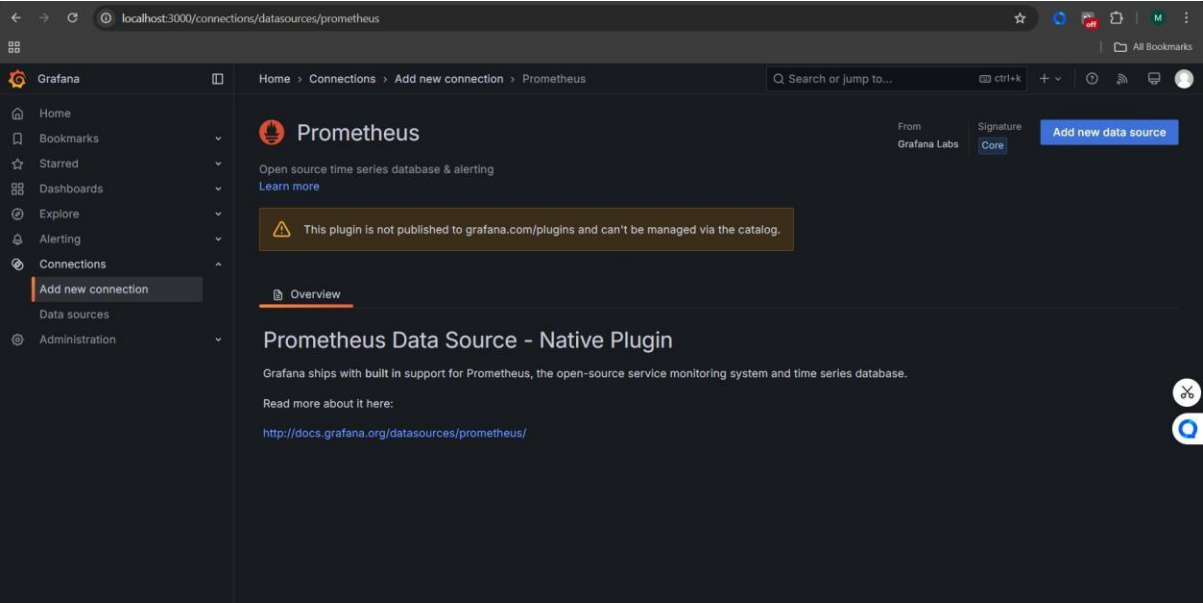 localhost:3000/connections/datasources/prometheus
off
M
All Bookmarks
Grafana
Home > Connections > Add new connection > Prometheus
Search or jump to...
ctrl+k
Home
Bookmarks
Starred
Dashboards
Explore
Alerting
Connections
Add new connection
Data sources
Administration
Prometheus
From
Grafana Labs
Signature
Core
Add new data source
Open source time series database & alerting
Learn more
This plugin is not published to grafana.com/plugins and can't be managed via the catalog.
Overview
Prometheus Data Source - Native Plugin
Grafana ships with built in support for Prometheus, the open-source service monitoring system and time series database.
Read more about it here:
http://docs.grafana.org/datasources/prometheus/